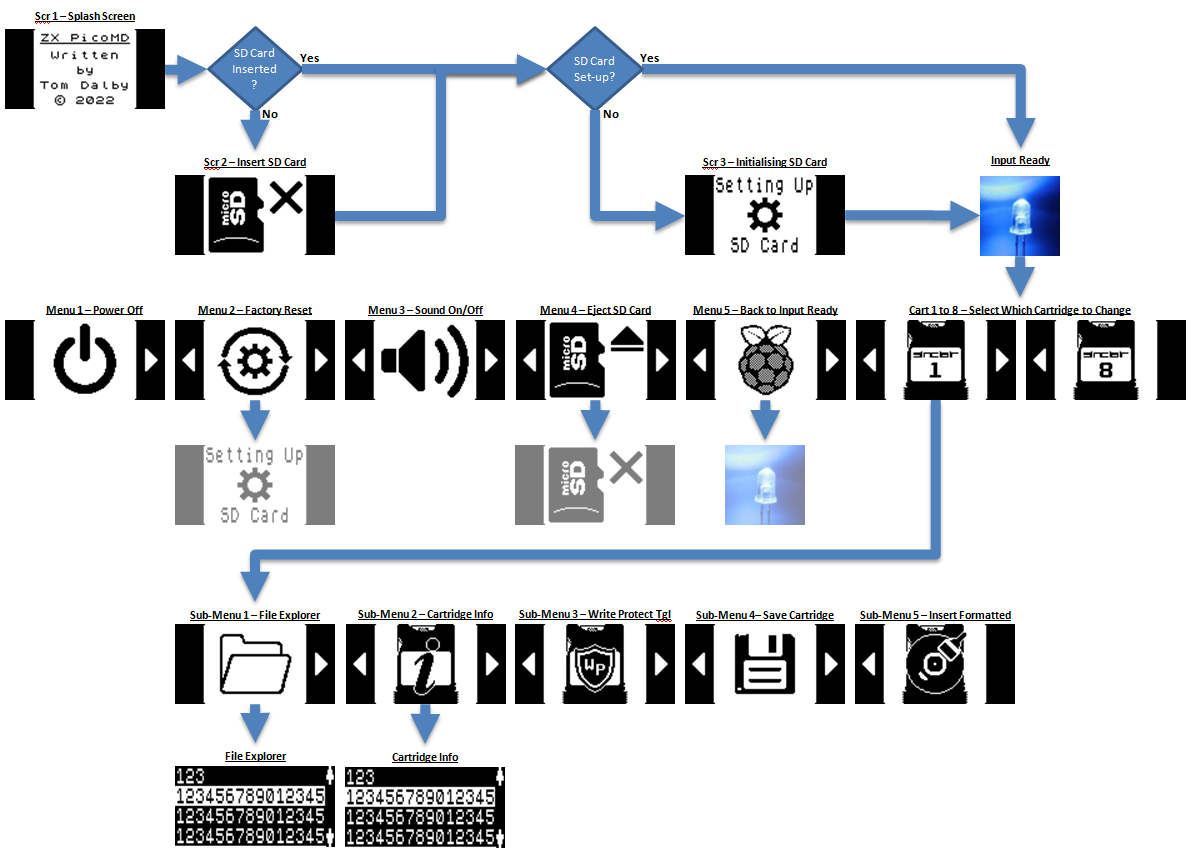 Scr 1 – Splash Screen
ZX PicoMD
Written
by
Tom Dalby
© 2022
SD Card
Inserted
?
Yes
No
SD Card
Set-up?
Yes
No
Scr 2 – Insert SD Card
micro
SD
Scr 3 – Initialising SD Card
Setting Up
SD Card
Input Ready
Menu 1 – Power Off
Menu 2 – Factory Reset
Menu 3 – Sound On/Off
Menu 4 – Eject SD Card
micro
SD
Menu 5 – Back to Input Ready
Cart 1 to 8 – Select Which Cartridge to Change
1
8
Setting Up
SD Card
micro
SD
Sub-Menu 1 – File Explorer
Sub-Menu 2 – Cartridge Info
i
Sub-Menu 3 – Write Protect Tgl
Wp
Sub-Menu 4 – Save Cartridge
Sub-Menu 5 – Insert Formatted
File Explorer
123
123456789012345
123456789012345
123456789012345
Cartridge Info
123
123456789012345
123456789012345
123456789012345